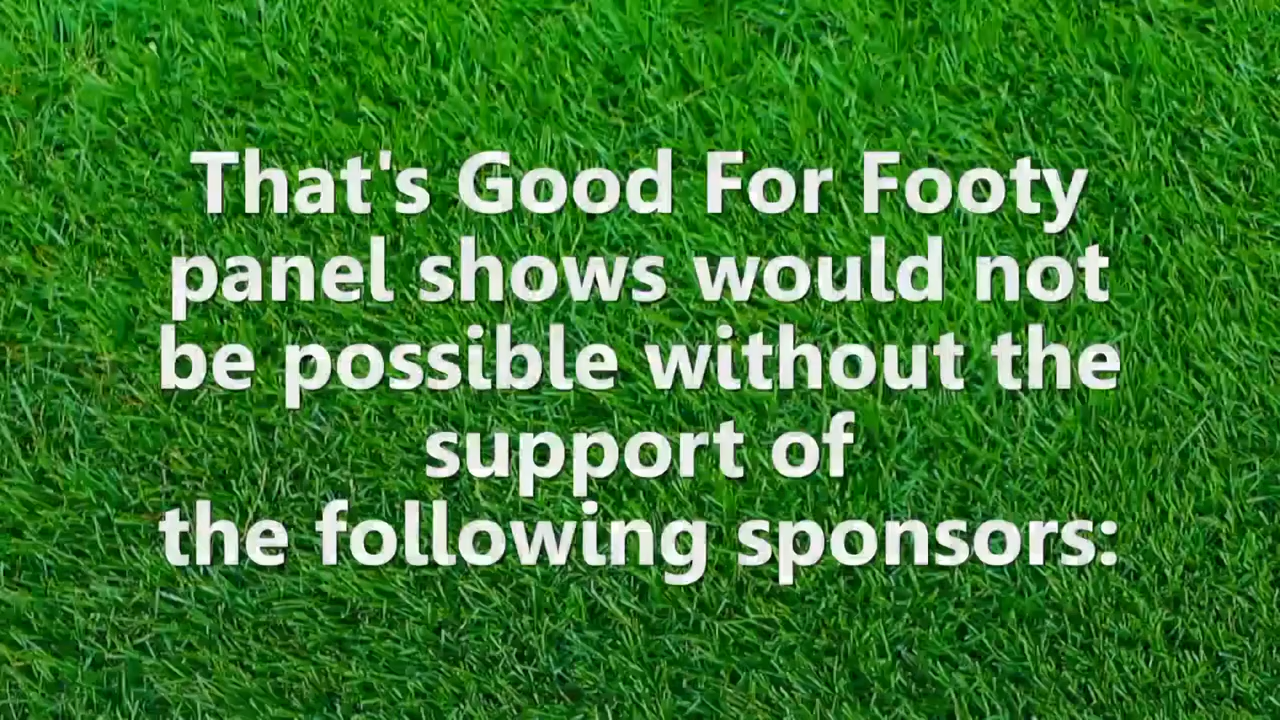 That's Good For Footy
panel shows would not
be possible without the
support of
the following sponsors: